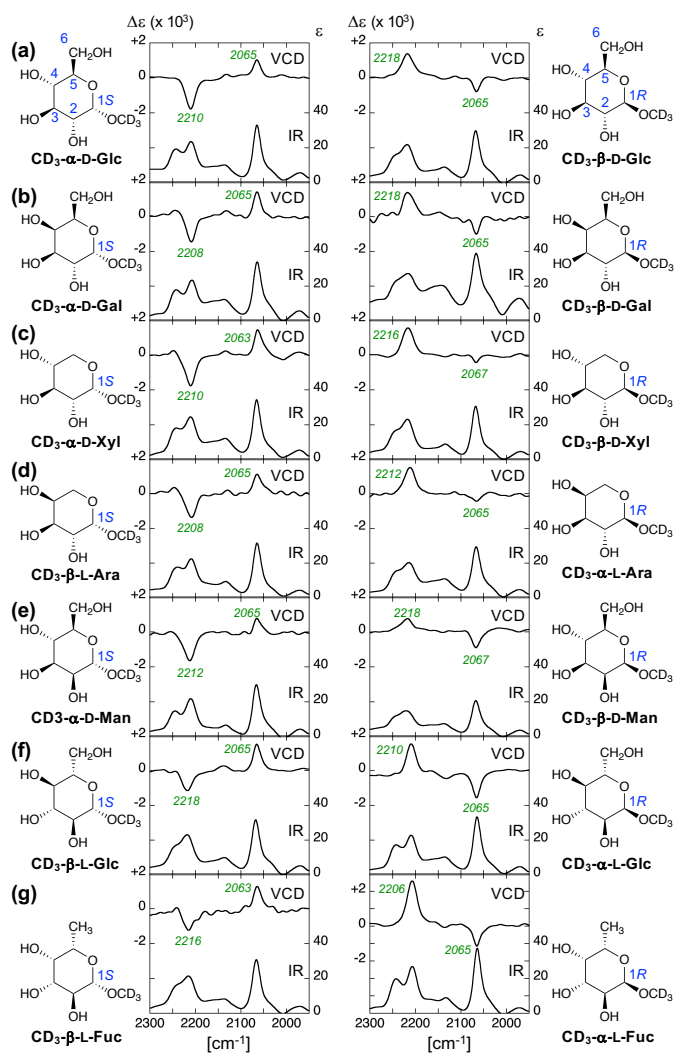 Δε (x 10³) ε Δε (x 10³) ε
(a)
6
CH₂OH
HO
4
5
O
1S
HO
3
2
OCD₃
OH
CD₃-α-D-Glc
2065
VCD
0
-2
2210
40
IR
20
+2
0
2218
VCD
2065
40
IR
20
0
6
CH₂OH
HO
4
5
O
1R
HO
3
2
OCD₃
OH
CD₃-β-D-Glc
(b)
CH₂OH
HO
O
1S
HO
OCD₃
OH
CD₃-α-D-Gal
2065
VCD
0
-2
2208
40
IR
20
+2
0
2218
VCD
2065
40
IR
20
0
CH₂OH
HO
O
1R
HO
OCD₃
OH
CD₃-β-D-Gal
(c)
HO
O
1S
HO
OCD₃
OH
CD₃-α-D-Xyl
2063
VCD
0
-2
2210
40
IR
20
+2
0
2216
VCD
2067
40
IR
20
0
HO
O
1R
HO
OCD₃
OH
CD₃-β-D-Xyl
(d)
HO
O
1S
HO
OCD₃
OH
CD₃-β-L-Ara
2065
VCD
0
-2
2208
40
IR
20
+2
0
2212
VCD
2065
40
IR
20
0
HO
O
1R
HO
OCD₃
OH
CD₃-α-L-Ara
(e)
CH₂OH
HO
O
1S
HO
OCD₃
OH
CD3-α-D-Man
2065
VCD
0
-2
2212
40
IR
20
+2
0
2218
VCD
2067
40
IR
20
0
CH₂OH
HO
O
1R
HO
OCD₃
OH
CD₃-β-D-Man
(f)
CH₂OH
HO
O
1S
HO
OCD₃
OH
CD₃-β-L-Glc
2065
VCD
0
-2
2218
40
IR
20
+2
0
2210
VCD
2065
40
IR
20
0
CH₂OH
HO
O
1R
HO
OCD₃
OH
CD₃-α-L-Glc
(g)
CH₃
HO
O
1S
HO
OCD₃
OH
CD₃-β-L-Fuc
2063
VCD
0
-2
2216
40
IR
20
0
+2
2206
VCD
0
-2
2065
40
IR
20
0
CH₃
HO
O
1R
HO
OCD₃
OH
CD₃-α-L-Fuc
2300 2200 2100 2000 2300 2200 2100 2000
[cm⁻¹] [cm⁻¹]